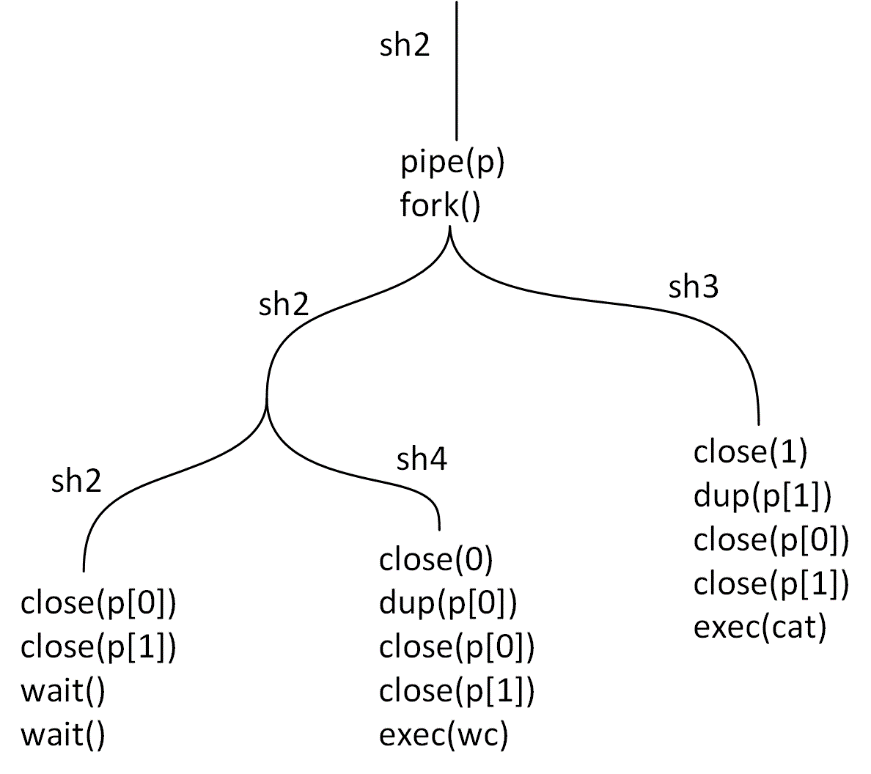 sh2
pipe(p)
fork()
sh2
sh3
sh2
close(p[0])
close(p[1])
wait()
wait()
sh4
close(0)
dup(p[0])
close(p[0])
close(p[1])
exec(wc)
close(1)
dup(p[1])
close(p[0])
close(p[1])
exec(cat)